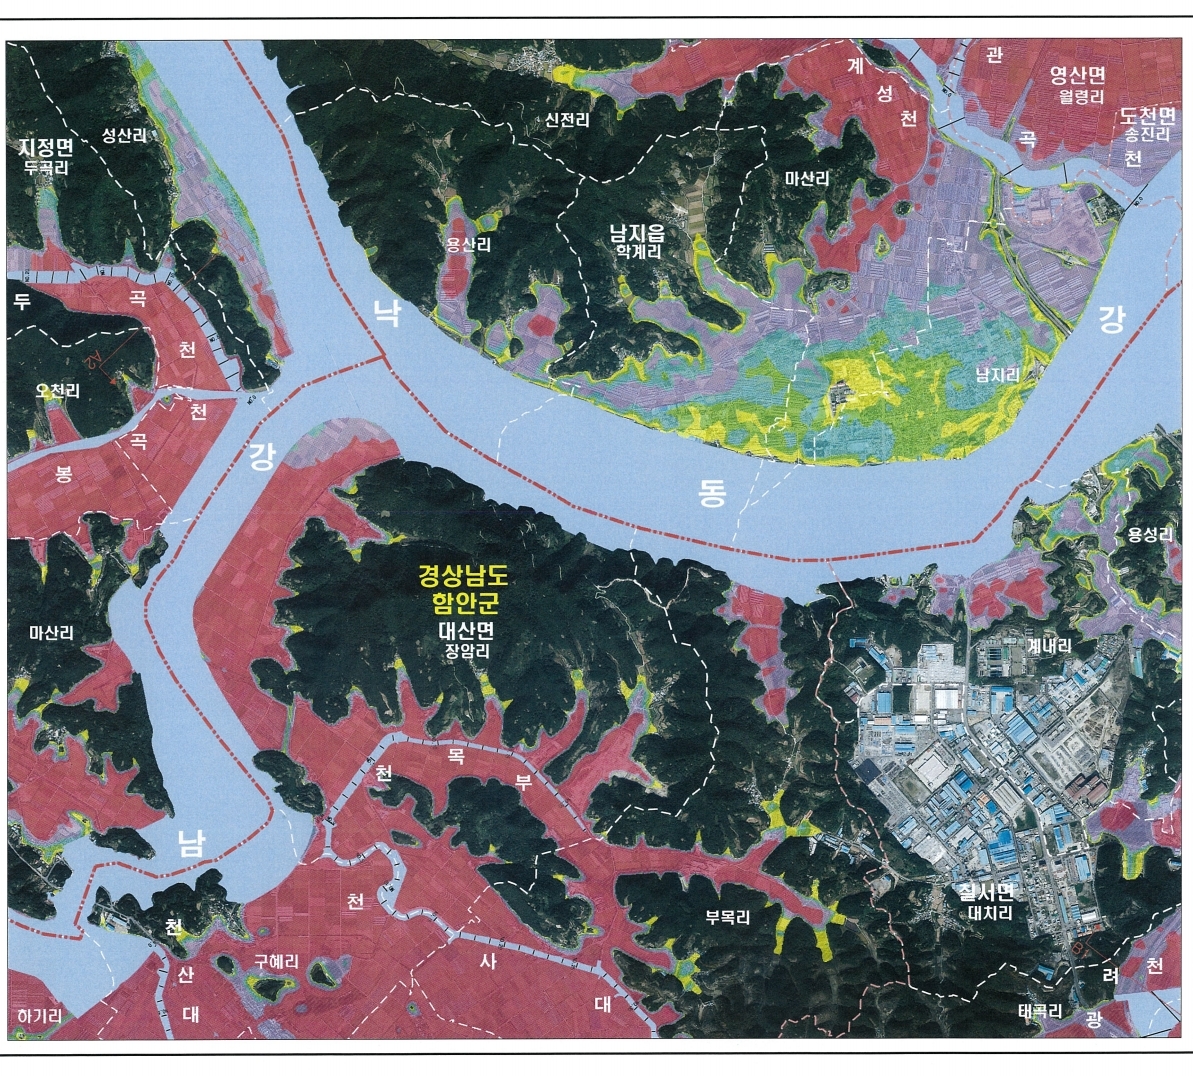 관
계
영산면
월령리
성
도천면
송진리
신전리
천
성산리
곡
지정면
두곡리
천
마산리
남지읍
학계리
용산리
두
곡
낙
강
천
A2
남지리
오천리
천
곡
강
봉
동
용성리
경상남도
함안군
대산면
장암리
마산리
계내리
목
천
부
남
칠서면
대치리
천
부목리
천
구혜리
사
산
려
천
하기리
대
대
태곡리
광